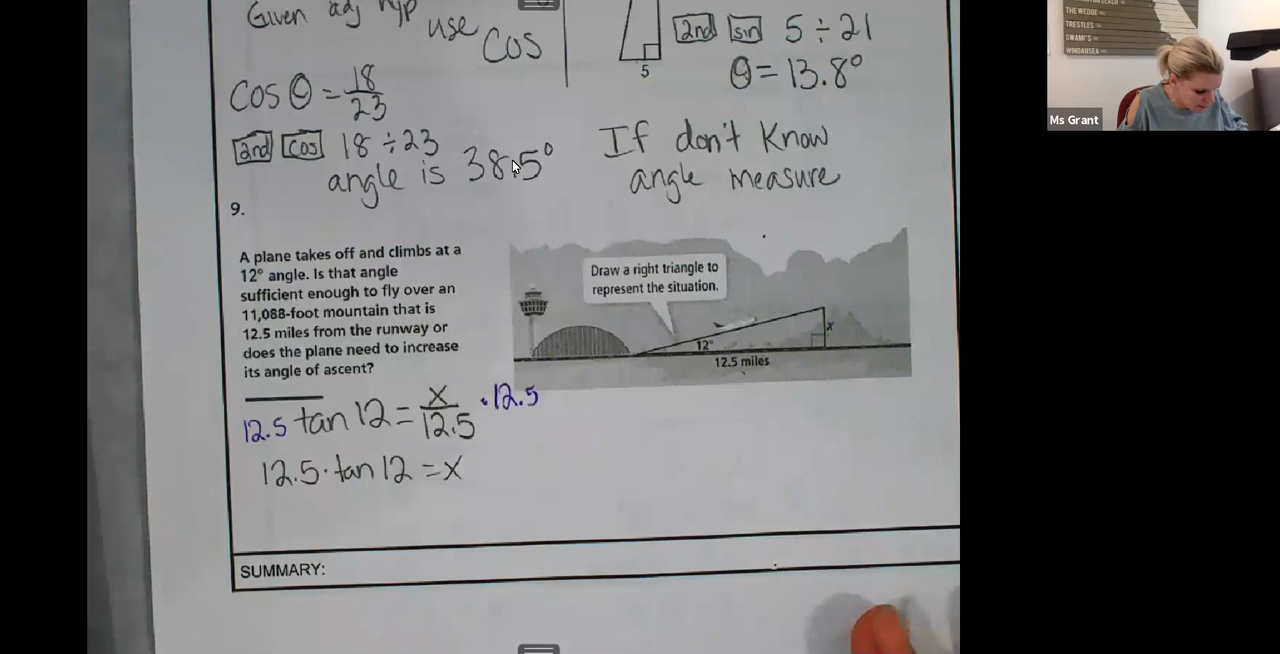 Given adj hyp
use cos
cos θ = 18/23
2nd cos 18 ÷ 23
angle is 38.5°
5
2nd sin 5 ÷ 21
θ = 13.8°
If don't know
angle measure
9.
A plane takes off and climbs at a
12° angle. Is that angle
sufficient enough to fly over an
11,088-foot mountain that is
12.5 miles from the runway or
does the plane need to increase
its angle of ascent?
Draw a right triangle to
represent the situation.
x
12°
12.5 miles
12.5 tan 12 = x/12.5 · 12.5
12.5 · tan 12 = x
SUMMARY:
THE WEDGE
TRESTLES
SWAMI'S
WINDANSEA
Ms Grant